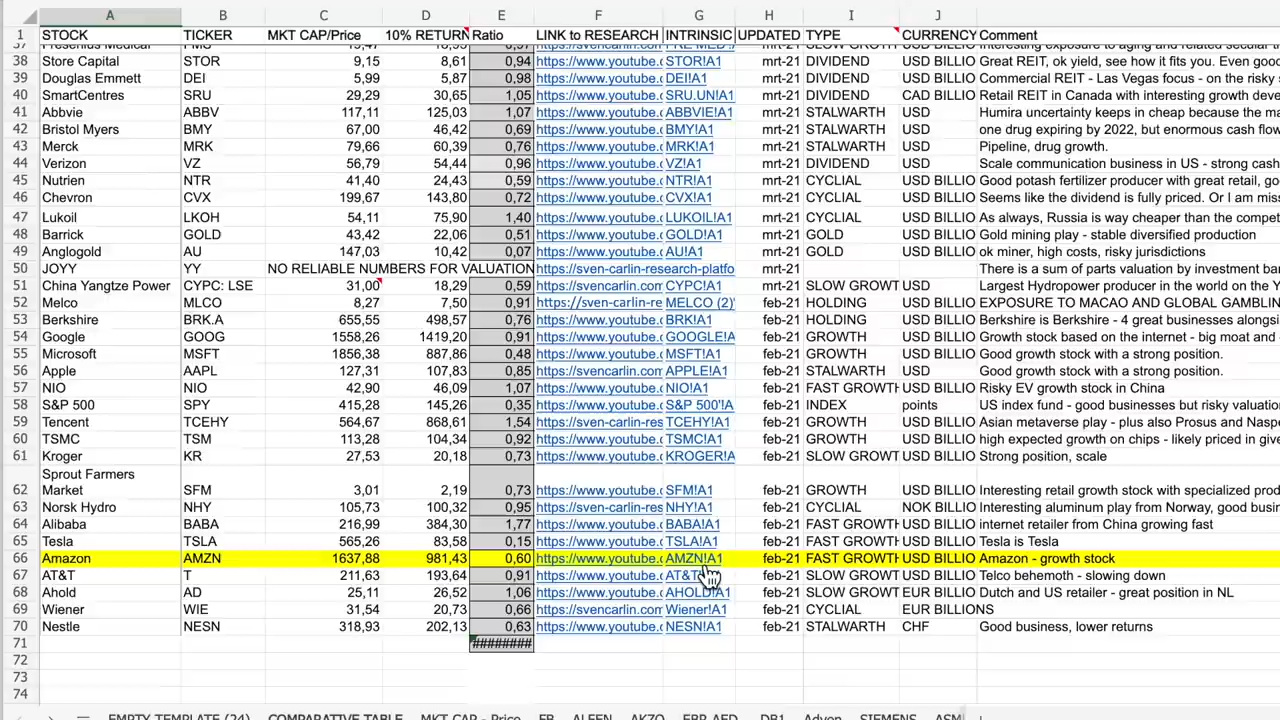 A B C D E F G H I J
1 STOCK TICKER MKT CAP/Price 10% RETURN Ratio LINK to RESEARCH INTRINSIC UPDATED TYPE CURRENCY Comment
38 Store Capital STOR 9,15 8,61 0,94 https://www.youtube.c STOR!A1 mrt-21 DIVIDEND USD BILLIO Great REIT, ok yield, see how it fits you. Even good
39 Douglas Emmett DEI 5,99 5,87 0,98 https://www.youtube.c DEI!A1 mrt-21 DIVIDEND USD BILLIO Commercial REIT - Las Vegas focus - on the risky s
40 SmartCentres SRU 29,29 30,65 1,05 https://www.youtube.c SRU.UN!A1 mrt-21 DIVIDEND CAD BILLIO Retail REIT in Canada with interesting growth deve
41 Abbvie ABBV 117,11 125,03 1,07 https://www.youtube.c ABBVIE!A1 mrt-21 STALWARTH USD Humira uncertainty keeps in cheap because the ma
42 Bristol Myers BMY 67,00 46,42 0,69 https://www.youtube.c BMY!A1 mrt-21 STALWARTH USD one drug expiring by 2022, but enormous cash f
43 Merck MRK 79,66 60,39 0,76 https://www.youtube.c MRK!A1 mrt-21 STALWARTH USD Pipeline, drug growth.
44 Verizon VZ 56,79 54,44 0,96 https://www.youtube.c VZ!A1 mrt-21 DIVIDEND USD Scale communication business in US - strong cash
45 Nutrien NTR 41,40 24,43 0,59 https://www.youtube.c NTR!A1 mrt-21 CYCLIAL USD BILLIO Good potash fertilizer producer with great retail, go
46 Chevron CVX 199,67 143,80 0,72 https://www.youtube.c CVX!A1 mrt-21 CYCLIAL USD BILLIO Seems like the dividend is fully priced. Or I am miss
47 Lukoil LKOH 54,11 75,90 1,40 https://www.youtube.c LUKOIL!A1 mrt-21 CYCLIAL USD BILLIO As always, Russia is way cheaper than the compet
48 Barrick GOLD 43,42 22,06 0,51 https://www.youtube.c GOLD!A1 mrt-21 GOLD USD BILLIO Gold mining play - stable diversified production
49 Anglogold AU 147,03 10,42 0,07 https://www.youtube.c AU!A1 mrt-21 GOLD USD BILLIO ok miner, high costs, risky jurisdictions
50 JOYY YY NO RELIABLE NUMBERS FOR VALUATION https://sven-carlin-research-platfo mrt-21 There is a sum of parts valuation by investment ban
51 China Yangtze Power CYPC: LSE 31,00 18,29 0,59 https://www.youtube.c CYPC!A1 mrt-21 SLOW GROWT USD BILLIO Largest Hydropower producer in the world on the Y
52 Melco MLCO 8,27 7,50 0,91 https://sven-carlin-re MELCO (2)' feb-21 HOLDING USD BILLIO EXPOSURE TO MACAO AND GLOBAL GAMBLIN
53 Berkshire BRK.A 655,55 498,57 0,76 https://www.youtube.c BRK!A1 feb-21 HOLDING USD BILLIO Berkshire is Berkshire - 4 great businesses alongsi
54 Google GOOG 1558,26 1419,20 0,91 https://www.youtube.c GOOGLE!A1 feb-21 GROWTH USD BILLIO Growth stock based on the internet - big moat and
55 Microsoft MSFT 1856,38 887,86 0,48 https://www.youtube.c MSFT!A1 feb-21 GROWTH USD BILLIO Good growth stock with a strong position.
56 Apple AAPL 127,31 107,83 0,85 https://svencarlin.com APPLE!A1 feb-21 STALWARTH USD Good growth stock with a strong position.
57 NIO NIO 42,90 46,09 1,07 https://www.youtube.c NIO!A1 feb-21 FAST GROWTH USD BILLIO Risky EV growth stock in China
58 S&P 500 SPY 415,28 145,26 0,35 https://www.youtube.c S&P 500'!A feb-21 INDEX points US index fund - good businesses but risky valuation
59 Tencent TCEHY 564,67 868,61 1,54 https://sven-carlin-res TCEHY!A1 feb-21 GROWTH USD BILLIO Asian metaverse play - plus also Prosus and Naspe
60 TSMC TSM 113,28 104,34 0,92 https://www.youtube.c TSMC!A1 feb-21 GROWTH USD BILLIO high expected growth on chips - likely priced in give
61 Kroger KR 27,53 20,18 0,73 https://www.youtube.c KROGER!A feb-21 SLOW GROWT USD BILLIO Strong position, scale
62 Sprout Farmers Market SFM 3,01 2,19 0,73 https://www.youtube.c SFM!A1 feb-21 GROWTH USD BILLIO Interesting retail growth stock with specialized prod
63 Norsk Hydro NHY 105,73 100,32 0,95 https://sven-carlin-res NHY!A1 feb-21 CYCLIAL NOK BILLIO Interesting aluminum play from Norway, good busin
64 Alibaba BABA 216,99 384,30 1,77 https://www.youtube.c BABA!A1 feb-21 FAST GROWTH USD BILLIO internet retailer from China growing fast
65 Tesla TSLA 565,26 83,58 0,15 https://www.youtube.c TSLA!A1 feb-21 FAST GROWTH USD BILLIO Tesla is Tesla
66 Amazon AMZN 1637,88 981,43 0,60 https://www.youtube.c AMZN!A1 feb-21 FAST GROWTH USD BILLIO Amazon - growth stock
67 AT&T T 211,63 193,64 0,91 https://www.youtube.c AT&T feb-21 SLOW GROWT USD BILLIO Telco behemoth - slowing down
68 Ahold AD 25,11 26,52 1,06 https://www.youtube.c AHOLD!A1 feb-21 SLOW GROWT EUR BILLIO Dutch and US retailer - great position in NL
69 Wiener WIE 31,54 20,73 0,66 https://svencarlin.com Wiener!A1 feb-21 CYCLIAL EUR BILLIONS
70 Nestle NESN 318,93 202,13 0,63 https://www.youtube.c NESN!A1 feb-21 STALWARTH CHF Good business, lower returns
71 ########
72
73
74
EMPTY TEMPLATE (24) COMPARATIVE TABLE MKT CAP - Price FB ALFEN AKZO EBR AED DB1 Adyen SIEMENS ASM